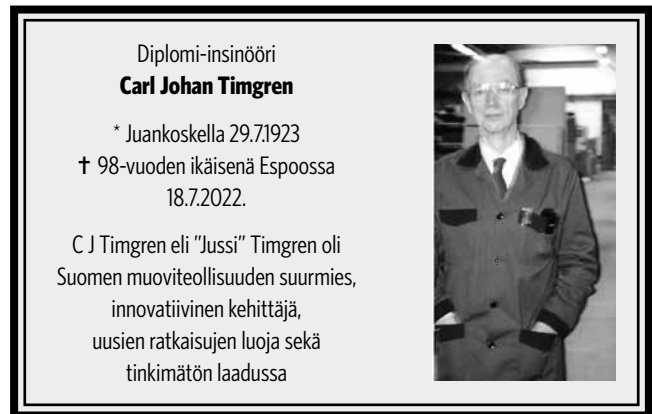 Diplomi-insinööri
Carl Johan Timgren
* Juankoskella 29.7.1923
✝ 98-vuoden ikäisenä Espoossa
18.7.2022.
C J Timgren eli ”Jussi” Timgren oli
Suomen muoviteollisuuden suurmies,
innovatiivinen kehittäjä,
uusien ratkaisujen luoja sekä
tinkimätön laadussa